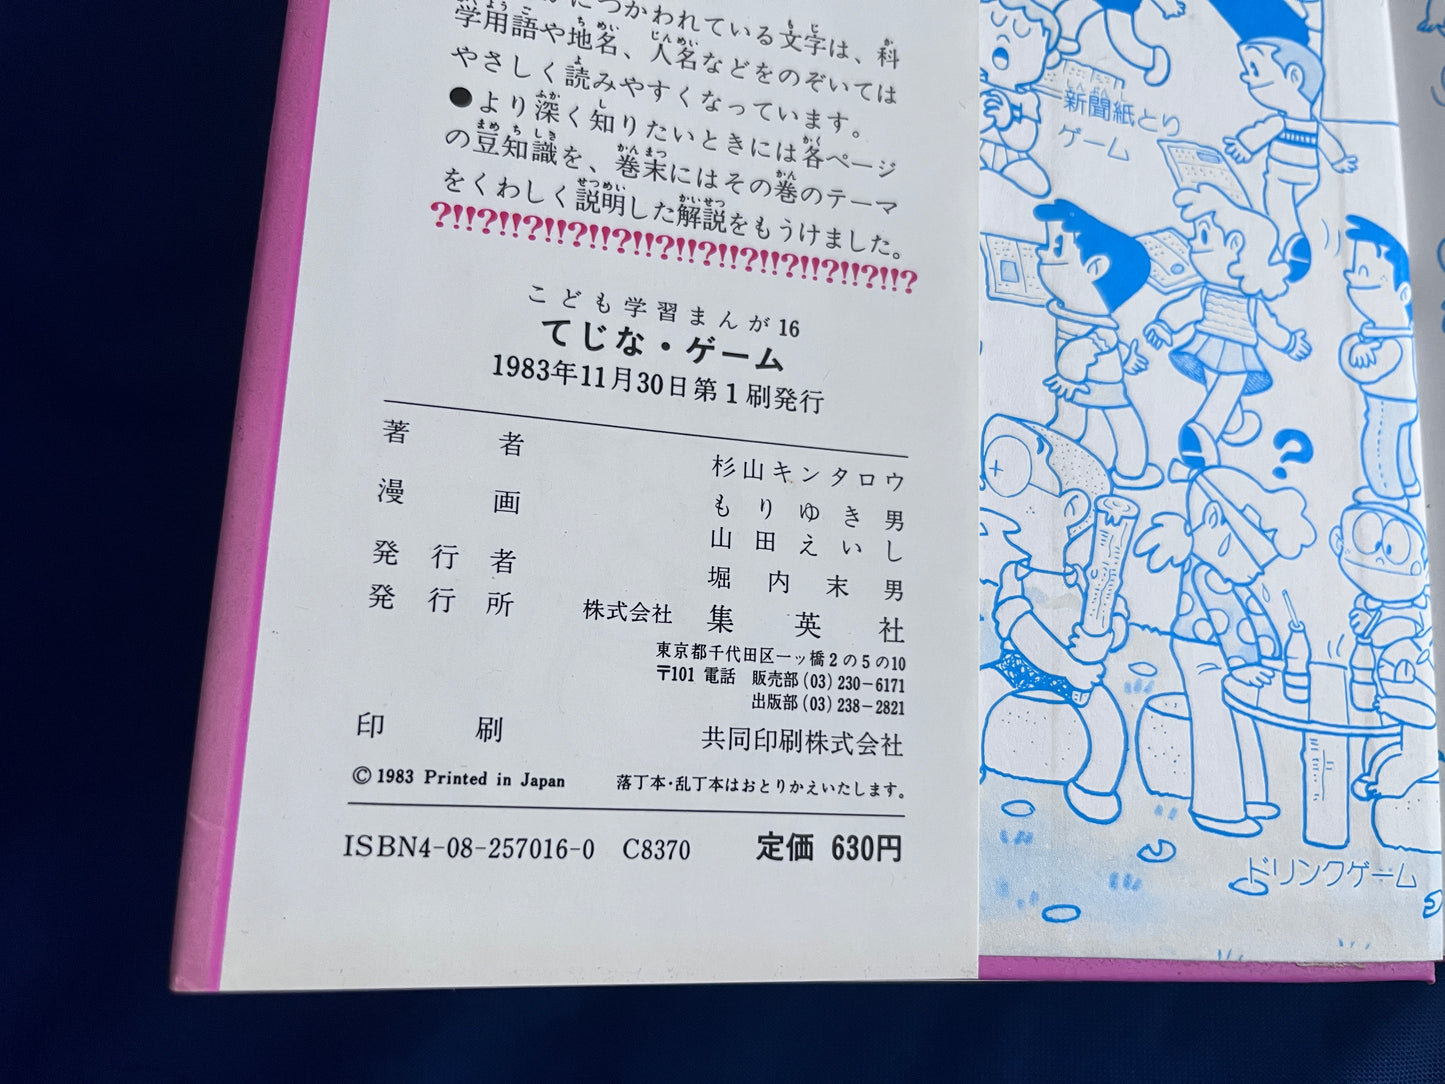 につかわれている文字は、科
学用語や地名、人名などをのぞいては
やさしく読みやすくなっています。
●より深く知りたいときには各ページ
の豆知識を、巻末にはその巻のテーマ
をくわしく説明した解説をもうけました。
?!!?!!?!!?!!?!!?!!?!!?!!?!!?!!?
こども学習まんが16
てじな・ゲーム
1983年11月30日第1刷発行
著者 杉山キンタロウ
漫画 もりゆき男
山田えいし
発行者 堀内末男
発行所 株式会社 集英社
東京都千代田区一ッ橋2の5の10
〒101 電話 販売部(03)230-6171
出版部(03)238-2821
印刷 共同印刷株式会社
©1983 Printed in Japan 落丁本・乱丁本はおとりかえいたします。
ISBN4-08-257016-0 C8370 定価 630円
新聞紙とり
ゲーム
?
ドリンクゲーム